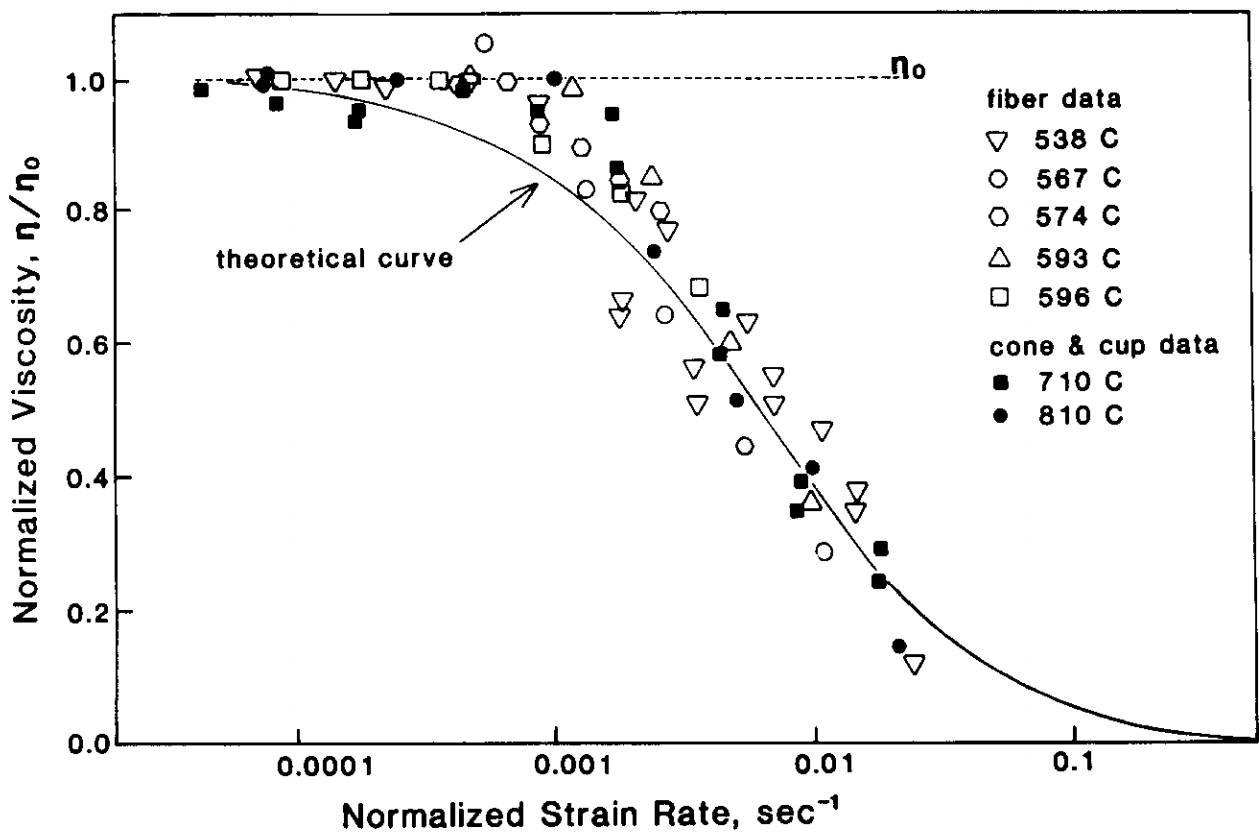 Normalized Viscosity, η/η₀
1.0
0.8
0.6
0.4
0.2
0.0
η₀
theoretical curve
fiber data
538 C
567 C
574 C
593 C
596 C
cone & cup data
710 C
810 C
0.0001
0.001
0.01
0.1
Normalized Strain Rate, sec⁻¹